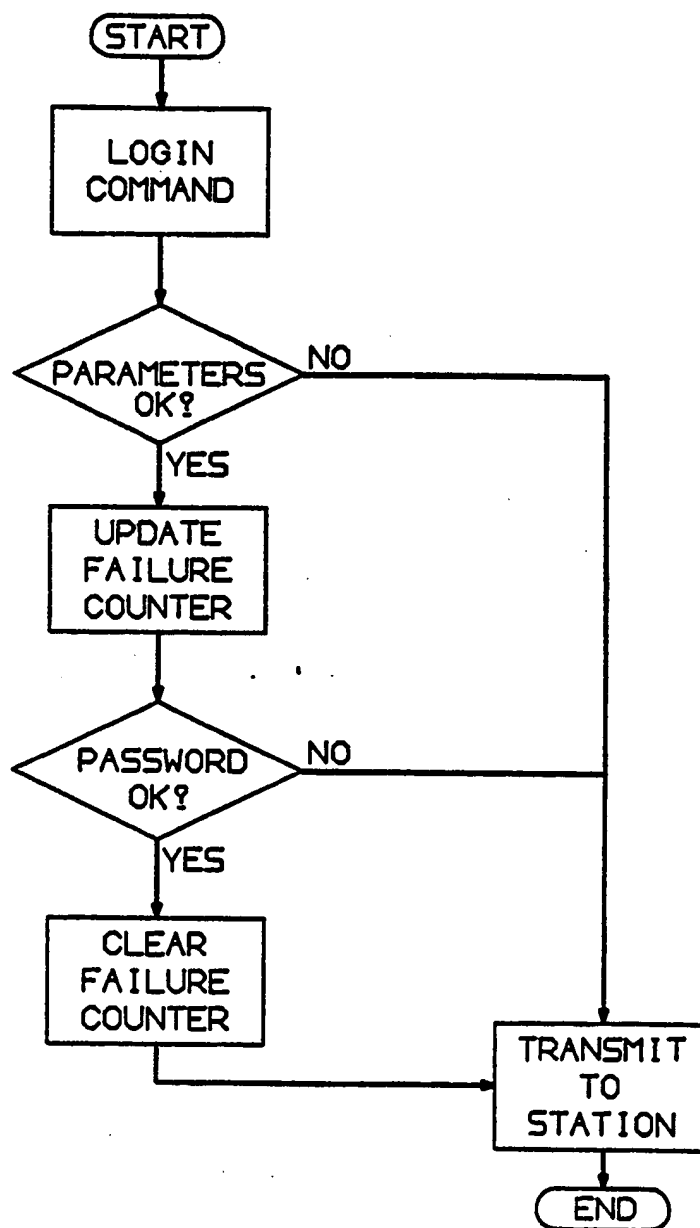 START
LOGIN
COMMAND
PARAMETERS
OK?
NO
YES
UPDATE
FAILURE
COUNTER
PASSWORD
OK?
NO
YES
CLEAR
FAILURE
COUNTER
TRANSMIT
TO
STATION
END